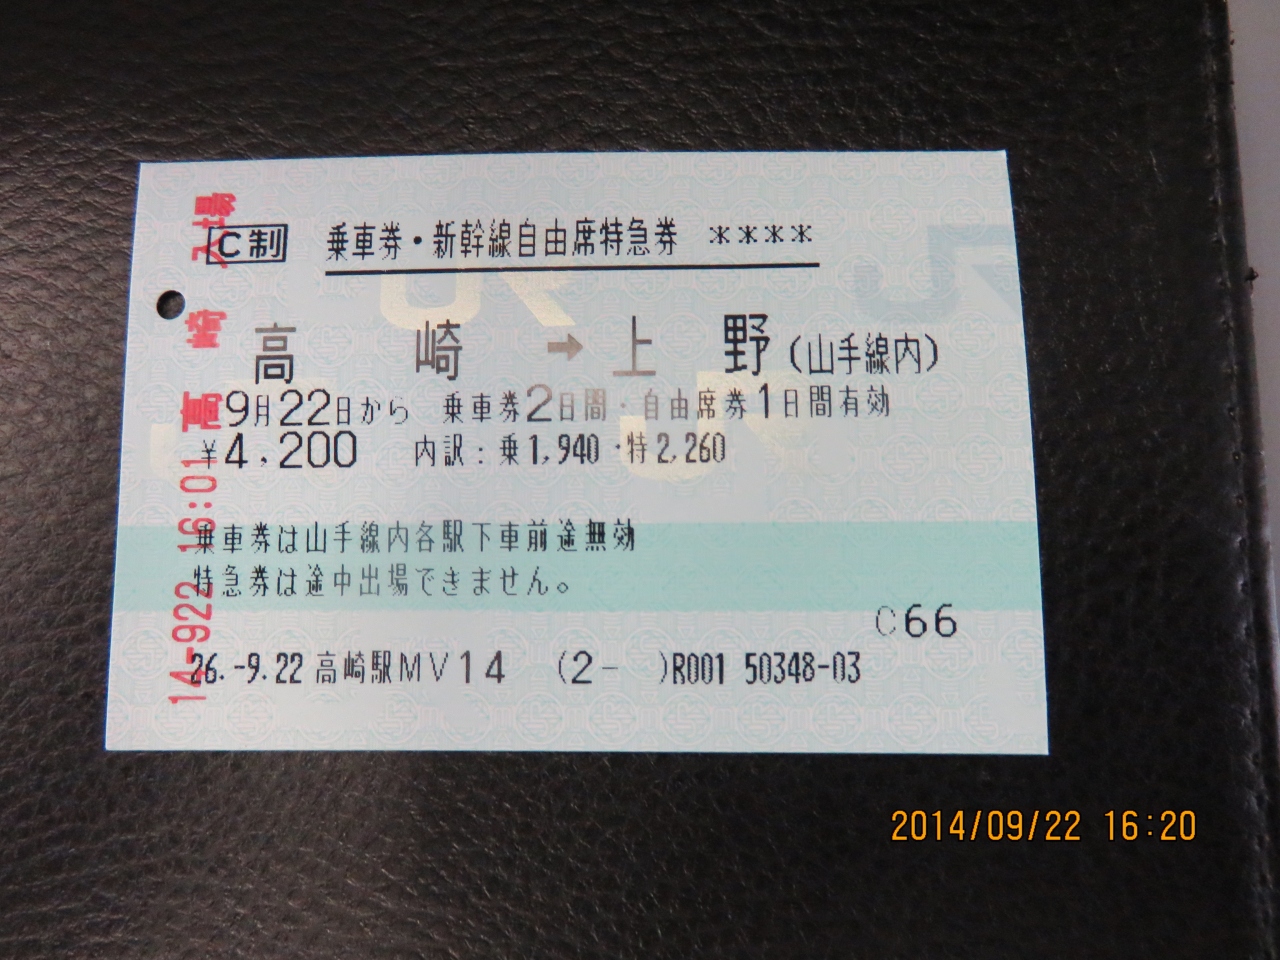 C制 乗車券・新幹線自由席特急券 ****
高崎 → 上野(山手線内)
9月22日から 乗車券2日間・自由席券1日間有効
¥4,200 内訳:乗1,940・特2,260
乗車券は山手線内各駅下車前途無効
特急券は途中出場できません。
C66
26.-9.22 高崎駅MV14 (2- )R001 50348-03
14-922 16:01 高崎 入場
JR
JR
JR
2014/09/22 16:20